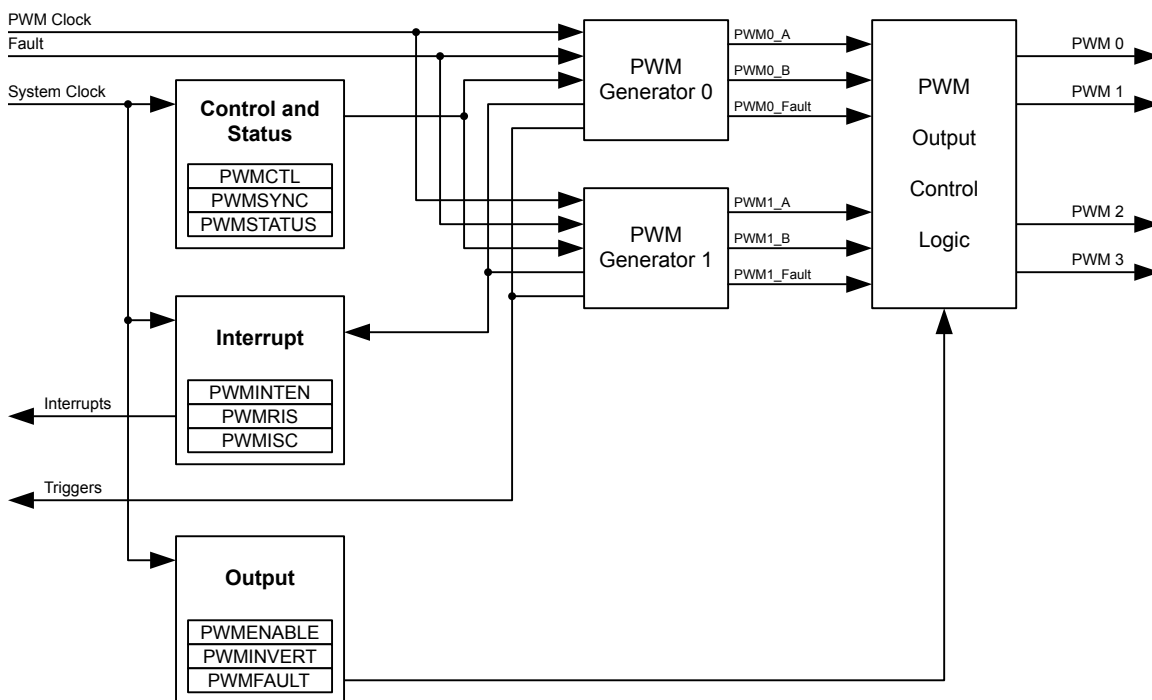 PWM Clock
Fault
System Clock
Control and
Status
PWMCTL
PWMSYNC
PWMSTATUS
Interrupt
PWMINTEN
PWMRIS
PWMISC
Interrupts
Triggers
Output
PWMENABLE
PWMINVERT
PWMFAULT
PWM
Generator 0
PWM0_A
PWM0_B
PWM0_Fault
PWM
Generator 1
PWM1_A
PWM1_B
PWM1_Fault
PWM
Output
Control
Logic
PWM 0
PWM 1
PWM 2
PWM 3